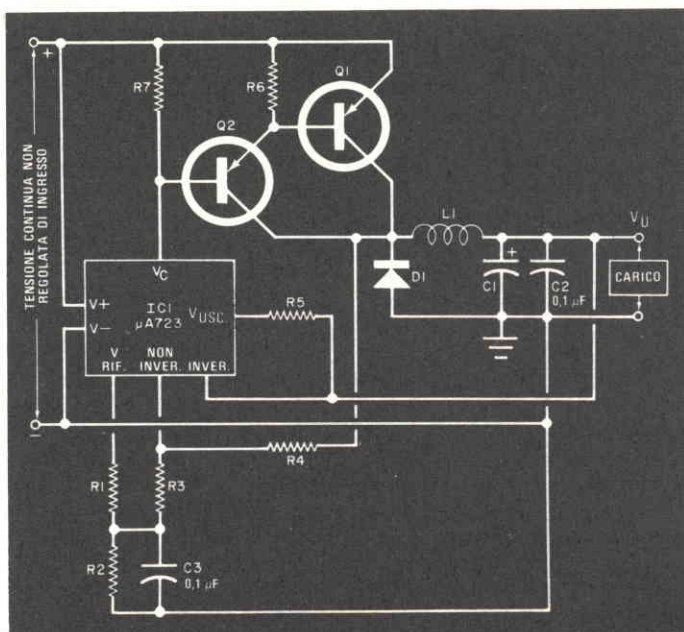 +
TENSIONE CONTINUA NON
REGOLATA DI INGRESSO
−
R7
R6
Q1
Q2
L1
VU
D1
C1
+
C2
0,1 µF
CARICO
VC
V+
V−
IC1
µA723
VUSC.
R5
V
RIF.
NON
INVER.
INVER.
R4
R1
R3
R2
C3
0,1 µF